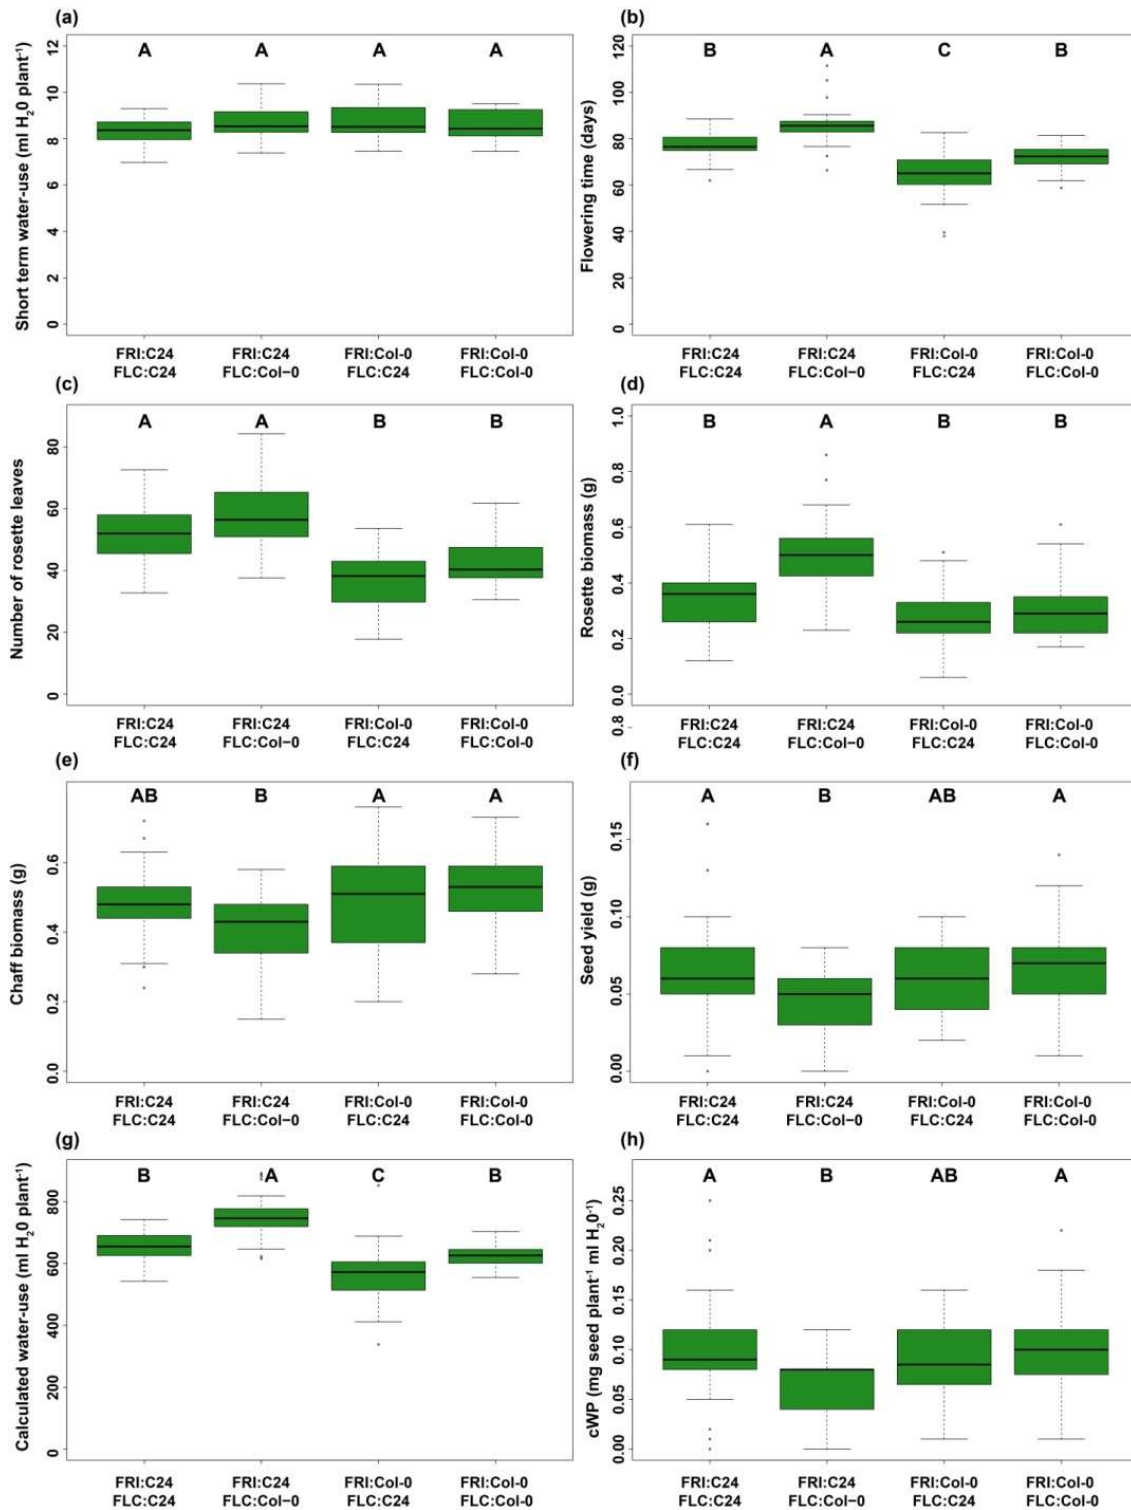 (a)
Short term water-use (ml H₂0 plant⁻¹)
12
10
8
6
4
2
0
A A A A
FRI:C24 FRI:C24 FRI:Col-0 FRI:Col-0
FLC:C24 FLC:Col−0 FLC:C24 FLC:Col-0
(b)
Flowering time (days)
120
100
80
60
40
20
0
B A C B
FRI:C24 FRI:C24 FRI:Col-0 FRI:Col-0
FLC:C24 FLC:Col−0 FLC:C24 FLC:Col-0
(c)
Number of rosette leaves
80
60
40
20
0
A A B B
FRI:C24 FRI:C24 FRI:Col-0 FRI:Col-0
FLC:C24 FLC:Col−0 FLC:C24 FLC:Col-0
(d)
Rosette biomass (g)
1.0
0.8
0.6
0.4
0.2
0.0
B A B B
FRI:C24 FRI:C24 FRI:Col-0 FRI:Col-0
FLC:C24 FLC:Col−0 FLC:C24 FLC:Col-0
0.8
(e)
Chaff biomass (g)
0.6
0.4
0.2
0.0
AB B A A
FRI:C24 FRI:C24 FRI:Col-0 FRI:Col-0
FLC:C24 FLC:Col−0 FLC:C24 FLC:Col-0
(f)
Seed yield (g)
0.15
0.10
0.05
0.00
A B AB A
FRI:C24 FRI:C24 FRI:Col-0 FRI:Col-0
FLC:C24 FLC:Col−0 FLC:C24 FLC:Col-0
(g)
Calculated water-use (ml H₂0 plant⁻¹)
800
600
400
200
0
B A C B
FRI:C24 FRI:C24 FRI:Col-0 FRI:Col-0
FLC:C24 FLC:Col−0 FLC:C24 FLC:Col-0
(h)
cWP (mg seed plant⁻¹ ml H₂0⁻¹)
0.25
0.20
0.15
0.10
0.05
0.00
A B AB A
FRI:C24 FRI:C24 FRI:Col-0 FRI:Col-0
FLC:C24 FLC:Col−0 FLC:C24 FLC:Col-0